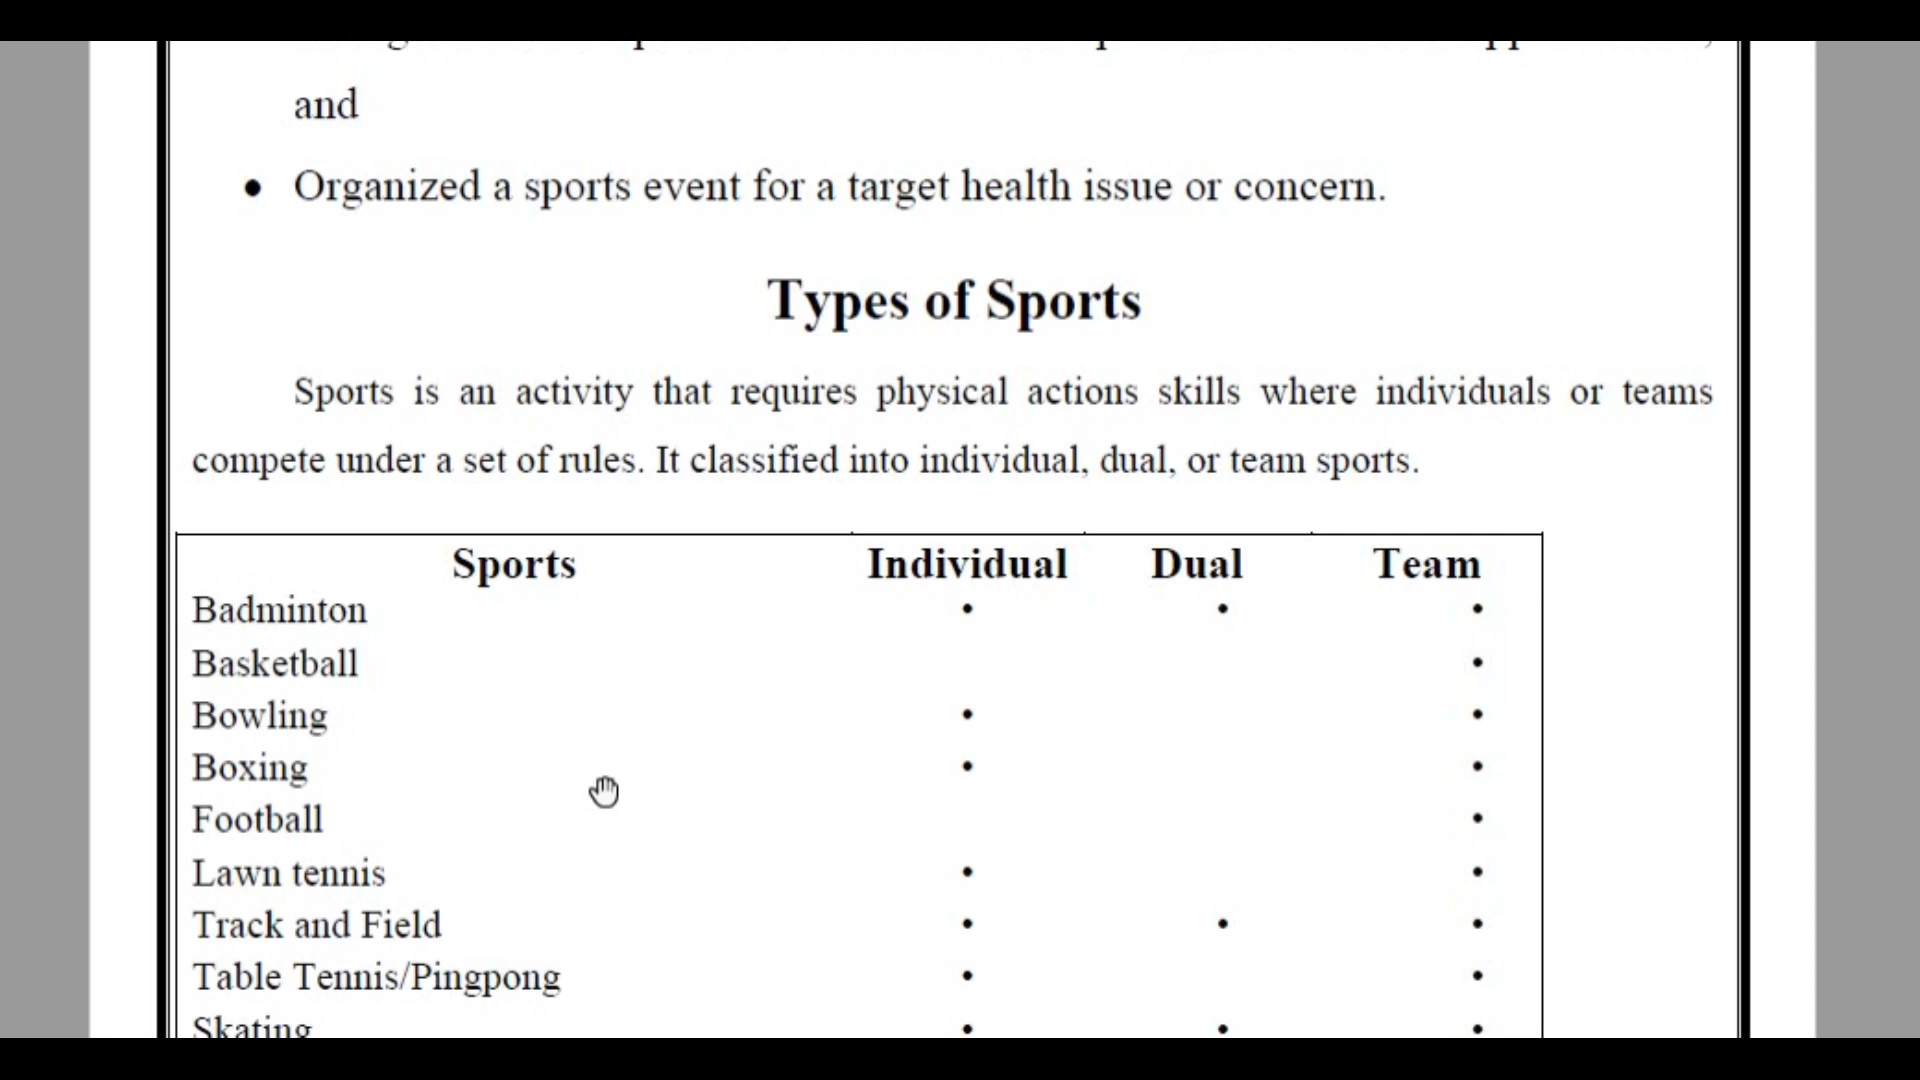 and
• Organized a sports event for a target health issue or concern.
Types of Sports
Sports is an activity that requires physical actions skills where individuals or teams
compete under a set of rules. It classified into individual, dual, or team sports.
Sports Individual Dual Team
Badminton • • •
Basketball •
Bowling • •
Boxing • •
Football •
Lawn tennis • •
Track and Field • • •
Table Tennis/Pingpong • •
Skating • • •